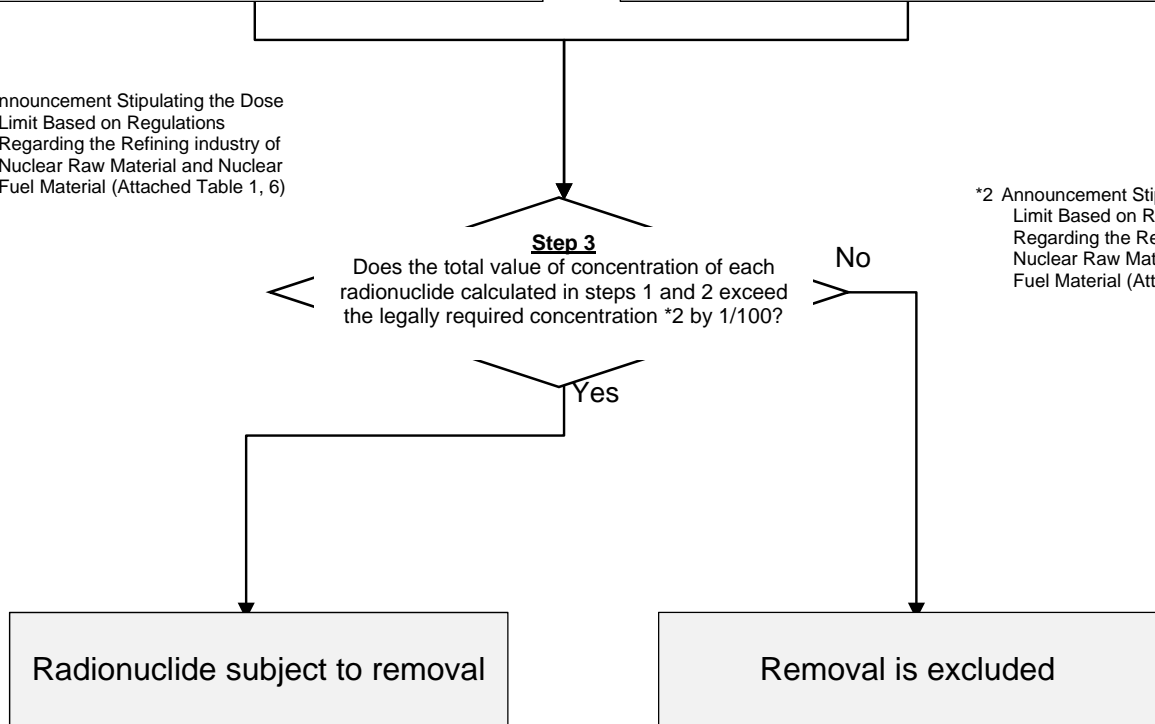 nnouncement Stipulating the Dose
Limit Based on Regulations
Regarding the Refining industry of
Nuclear Raw Material and Nuclear
Fuel Material (Attached Table 1, 6)
*2 Announcement Sti
Limit Based on R
Regarding the Re
Nuclear Raw Mat
Fuel Material (Att
Step 3
Does the total value of concentration of each
radionuclide calculated in steps 1 and 2 exceed
the legally required concentration *2 by 1/100?
No
Yes
Radionuclide subject to removal
Removal is excluded